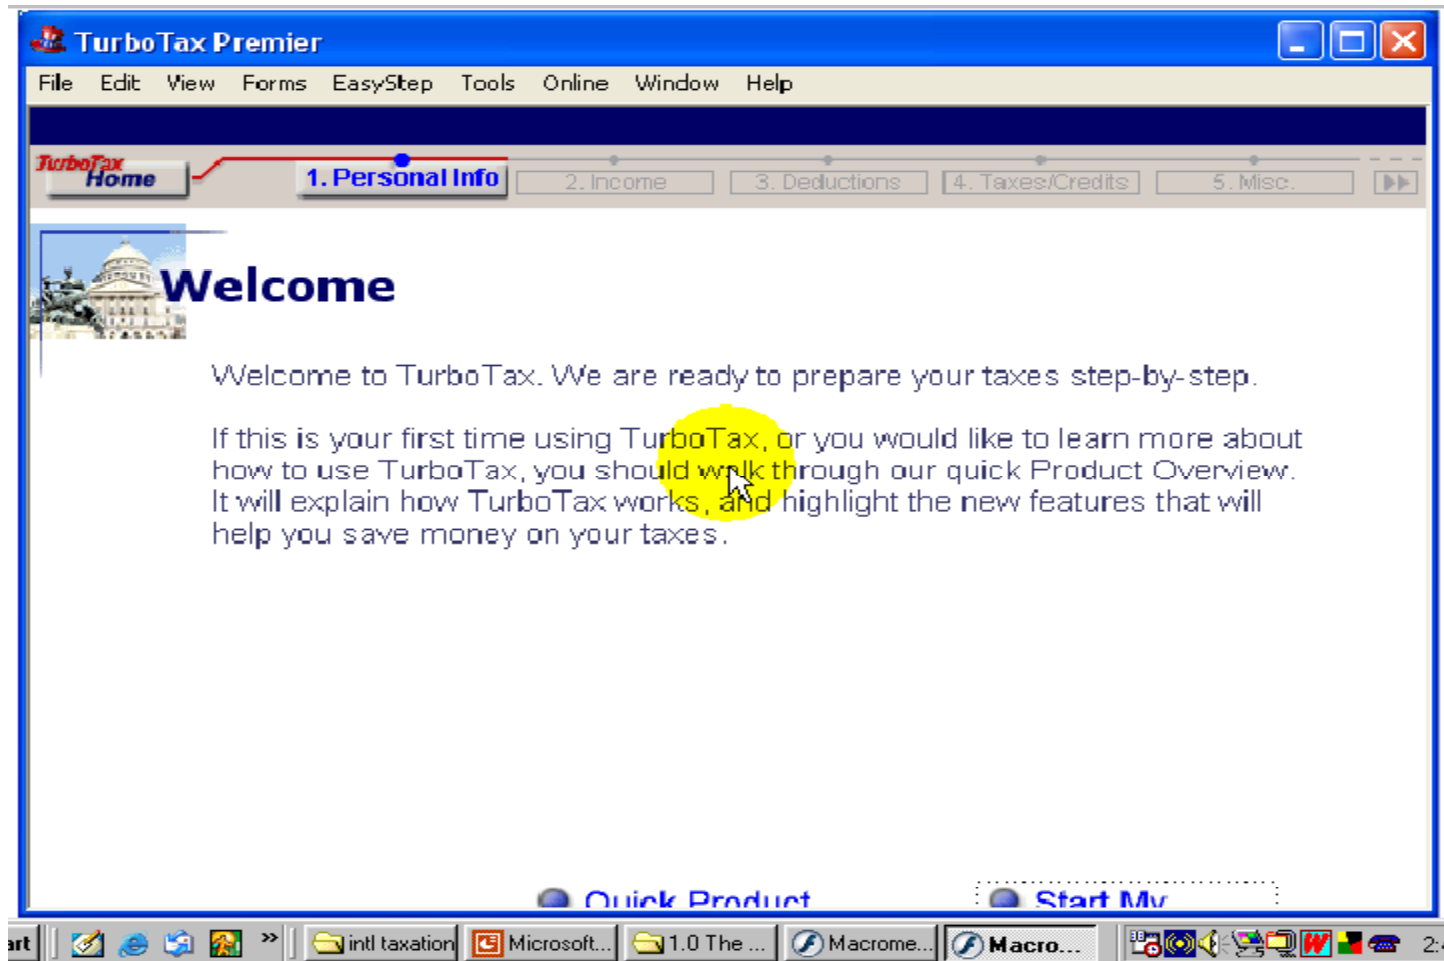 TurboTax Premier
File Edit View Forms EasyStep Tools Online Window Help
TurboTax
Home
1. Personal Info 2. Income 3. Deductions 4. Taxes/Credits 5. Misc.
Welcome
Welcome to TurboTax. We are ready to prepare your taxes step-by-step.
If this is your first time using TurboTax, or you would like to learn more about
how to use TurboTax, you should walk through our quick Product Overview.
It will explain how TurboTax works, and highlight the new features that will
help you save money on your taxes.
Quick Product Start My
art » intl taxation Microsoft... 1.0 The ... Macrome... Macro...